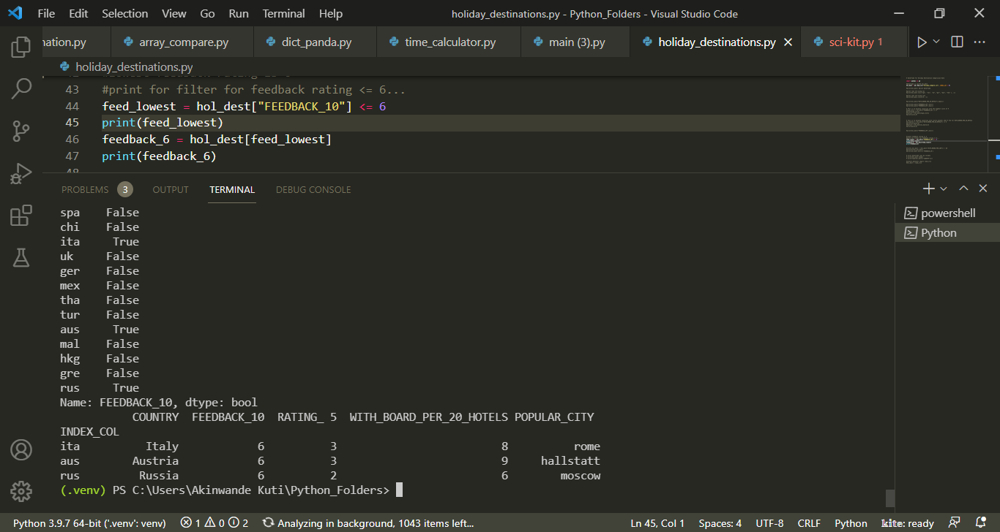 File Edit Selection View Go Run Terminal Help holiday_destinations.py - Python_Folders - Visual Studio Code
nation.py array_compare.py dict_panda.py time_calculator.py main (3).py holiday_destinations.py sci-kit.py 1
holiday_destinations.py
43 #print for filter for feedback rating <= 6...
44 feed_lowest = hol_dest["FEEDBACK_10"] <= 6
45 print(feed_lowest)
46 feedback_6 = hol_dest[feed_lowest]
47 print(feedback_6)
48
PROBLEMS 3 OUTPUT TERMINAL DEBUG CONSOLE
powershell
Python
spa False
chi False
ita True
uk False
ger False
mex False
tha False
tur False
aus True
mal False
hkg False
gre False
rus True
Name: FEEDBACK_10, dtype: bool
COUNTRY FEEDBACK_10 RATING_ 5 WITH_BOARD_PER_20_HOTELS POPULAR_CITY
INDEX_COL
ita Italy 6 3 8 rome
aus Austria 6 3 9 hallstatt
rus Russia 6 2 6 moscow
(.venv) PS C:\Users\Akinwande Kuti\Python_Folders>
Python 3.9.7 64-bit ('.venv': venv) 1 0 2 Analyzing in background, 1043 items left... Ln 45, Col 1 Spaces: 4 UTF-8 CRLF Python kite: ready